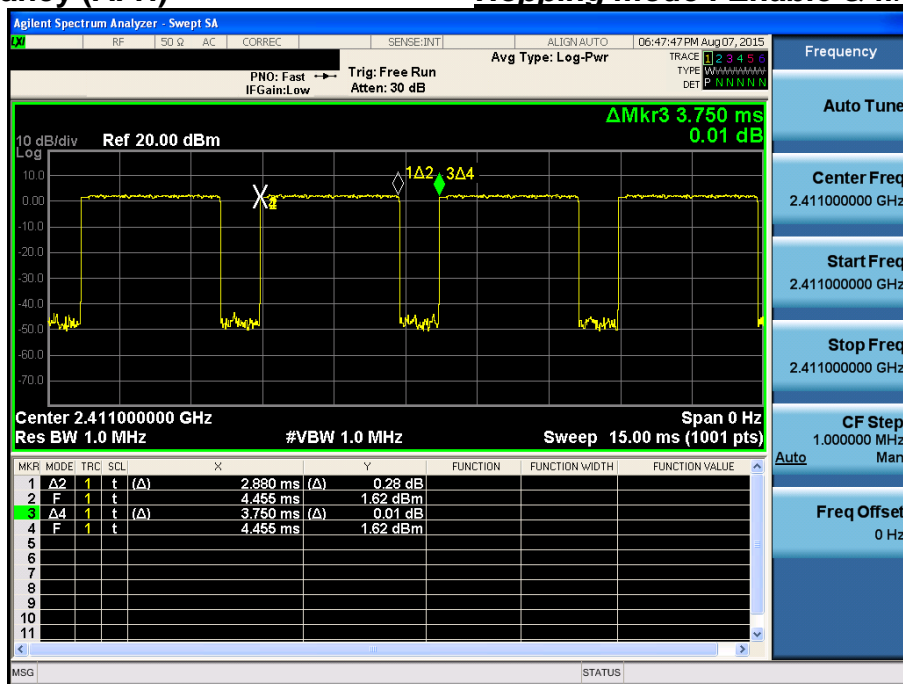 Hopping mode : Enable &
Agilent Spectrum Analyzer - Swept SA
LXI RF 50 Ω AC CORREC SENSE:INT ALIGN AUTO 06:47:47 PM Aug 07, 2015
PNO: Fast IFGain:Low
Trig: Free Run
Atten: 30 dB
Avg Type: Log-Pwr
TRACE 1 2 3 4 5 6
TYPE WWWWWW
DET P N N N N N
Frequency
ΔMkr3 3.750 ms
0.01 dB
10 dB/div Ref 20.00 dBm
Log
10.0
0.00
-10.0
-20.0
-30.0
-40.0
-50.0
-60.0
-70.0
1Δ2 3Δ4
Center 2.411000000 GHz Span 0 Hz
Res BW 1.0 MHz #VBW 1.0 MHz Sweep 15.00 ms (1001 pts)
MKR MODE TRC SCL X Y FUNCTION FUNCTION WIDTH FUNCTION VALUE
1 Δ2 1 t (Δ) 2.880 ms (Δ) 0.28 dB
2 F 1 t 4.455 ms 1.62 dBm
3 Δ4 1 t (Δ) 3.750 ms (Δ) 0.01 dB
4 F 1 t 4.455 ms 1.62 dBm
5
6
7
8
9
10
11
MSG STATUS
Auto Tune
Center Freq
2.411000000 GHz
Start Freq
2.411000000 GHz
Stop Freq
2.411000000 GHz
CF Step
1.000000 MHz
Auto Man
Freq Offset
0 Hz